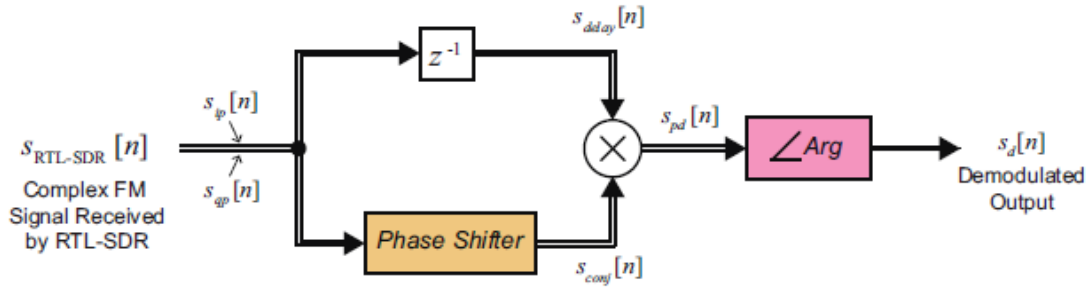 s_delay[n]
z^-1
s_ip[n]
s_RTL-SDR [n]
s_qp[n]
Complex FM
Signal Received
by RTL-SDR
s_pd[n]
∠Arg
s_d[n]
Demodulated
Output
Phase Shifter
s_conj[n]